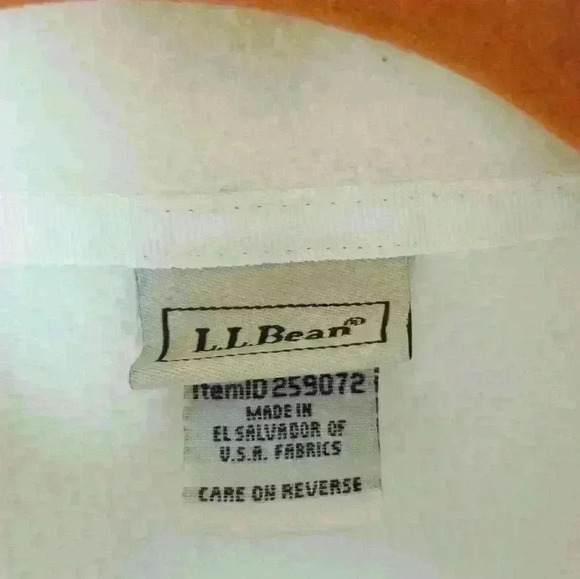 L.L.Bean®
ItemID 259072
MADE IN
EL SALVADOR OF
U.S.A. FABRICS
CARE ON REVERSE